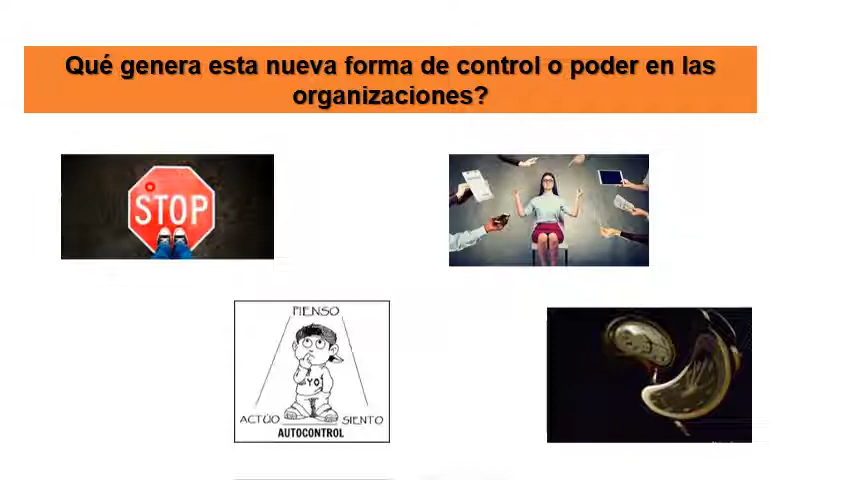 Qué genera esta nueva forma de control o poder en las
organizaciones?
STOP
PIENSO
YO
ACTÚO
SIENTO
AUTOCONTROL